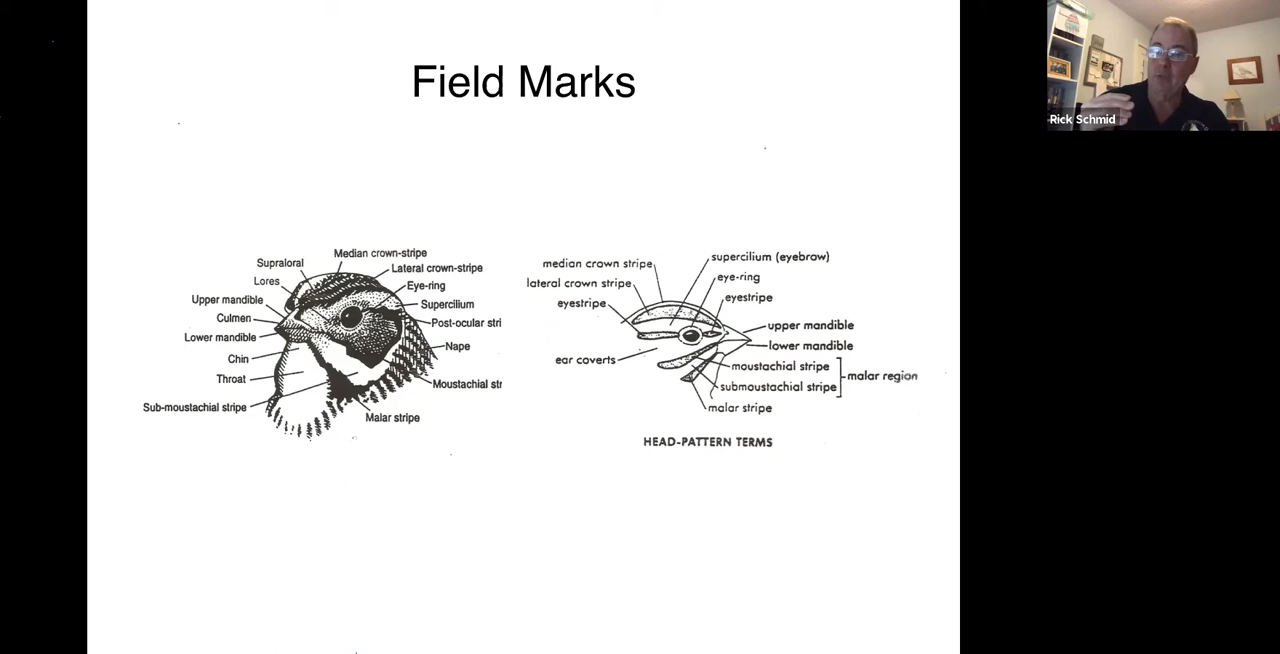 Field Marks
Rick Schmid
Median crown-stripe
Supraloral
Lateral crown-stripe
Lores
Eye-ring
Upper mandible
Supercilium
Culmen
Post-ocular stri
Lower mandible
Nape
Chin
Throat
Moustachial str
Sub-moustachial stripe
Malar stripe
supercilium (eyebrow)
median crown stripe
eye-ring
lateral crown stripe
eyestripe
eyestripe
upper mandible
lower mandible
ear coverts
moustachial stripe
malar region
submoustachial stripe
malar stripe
HEAD-PATTERN TERMS